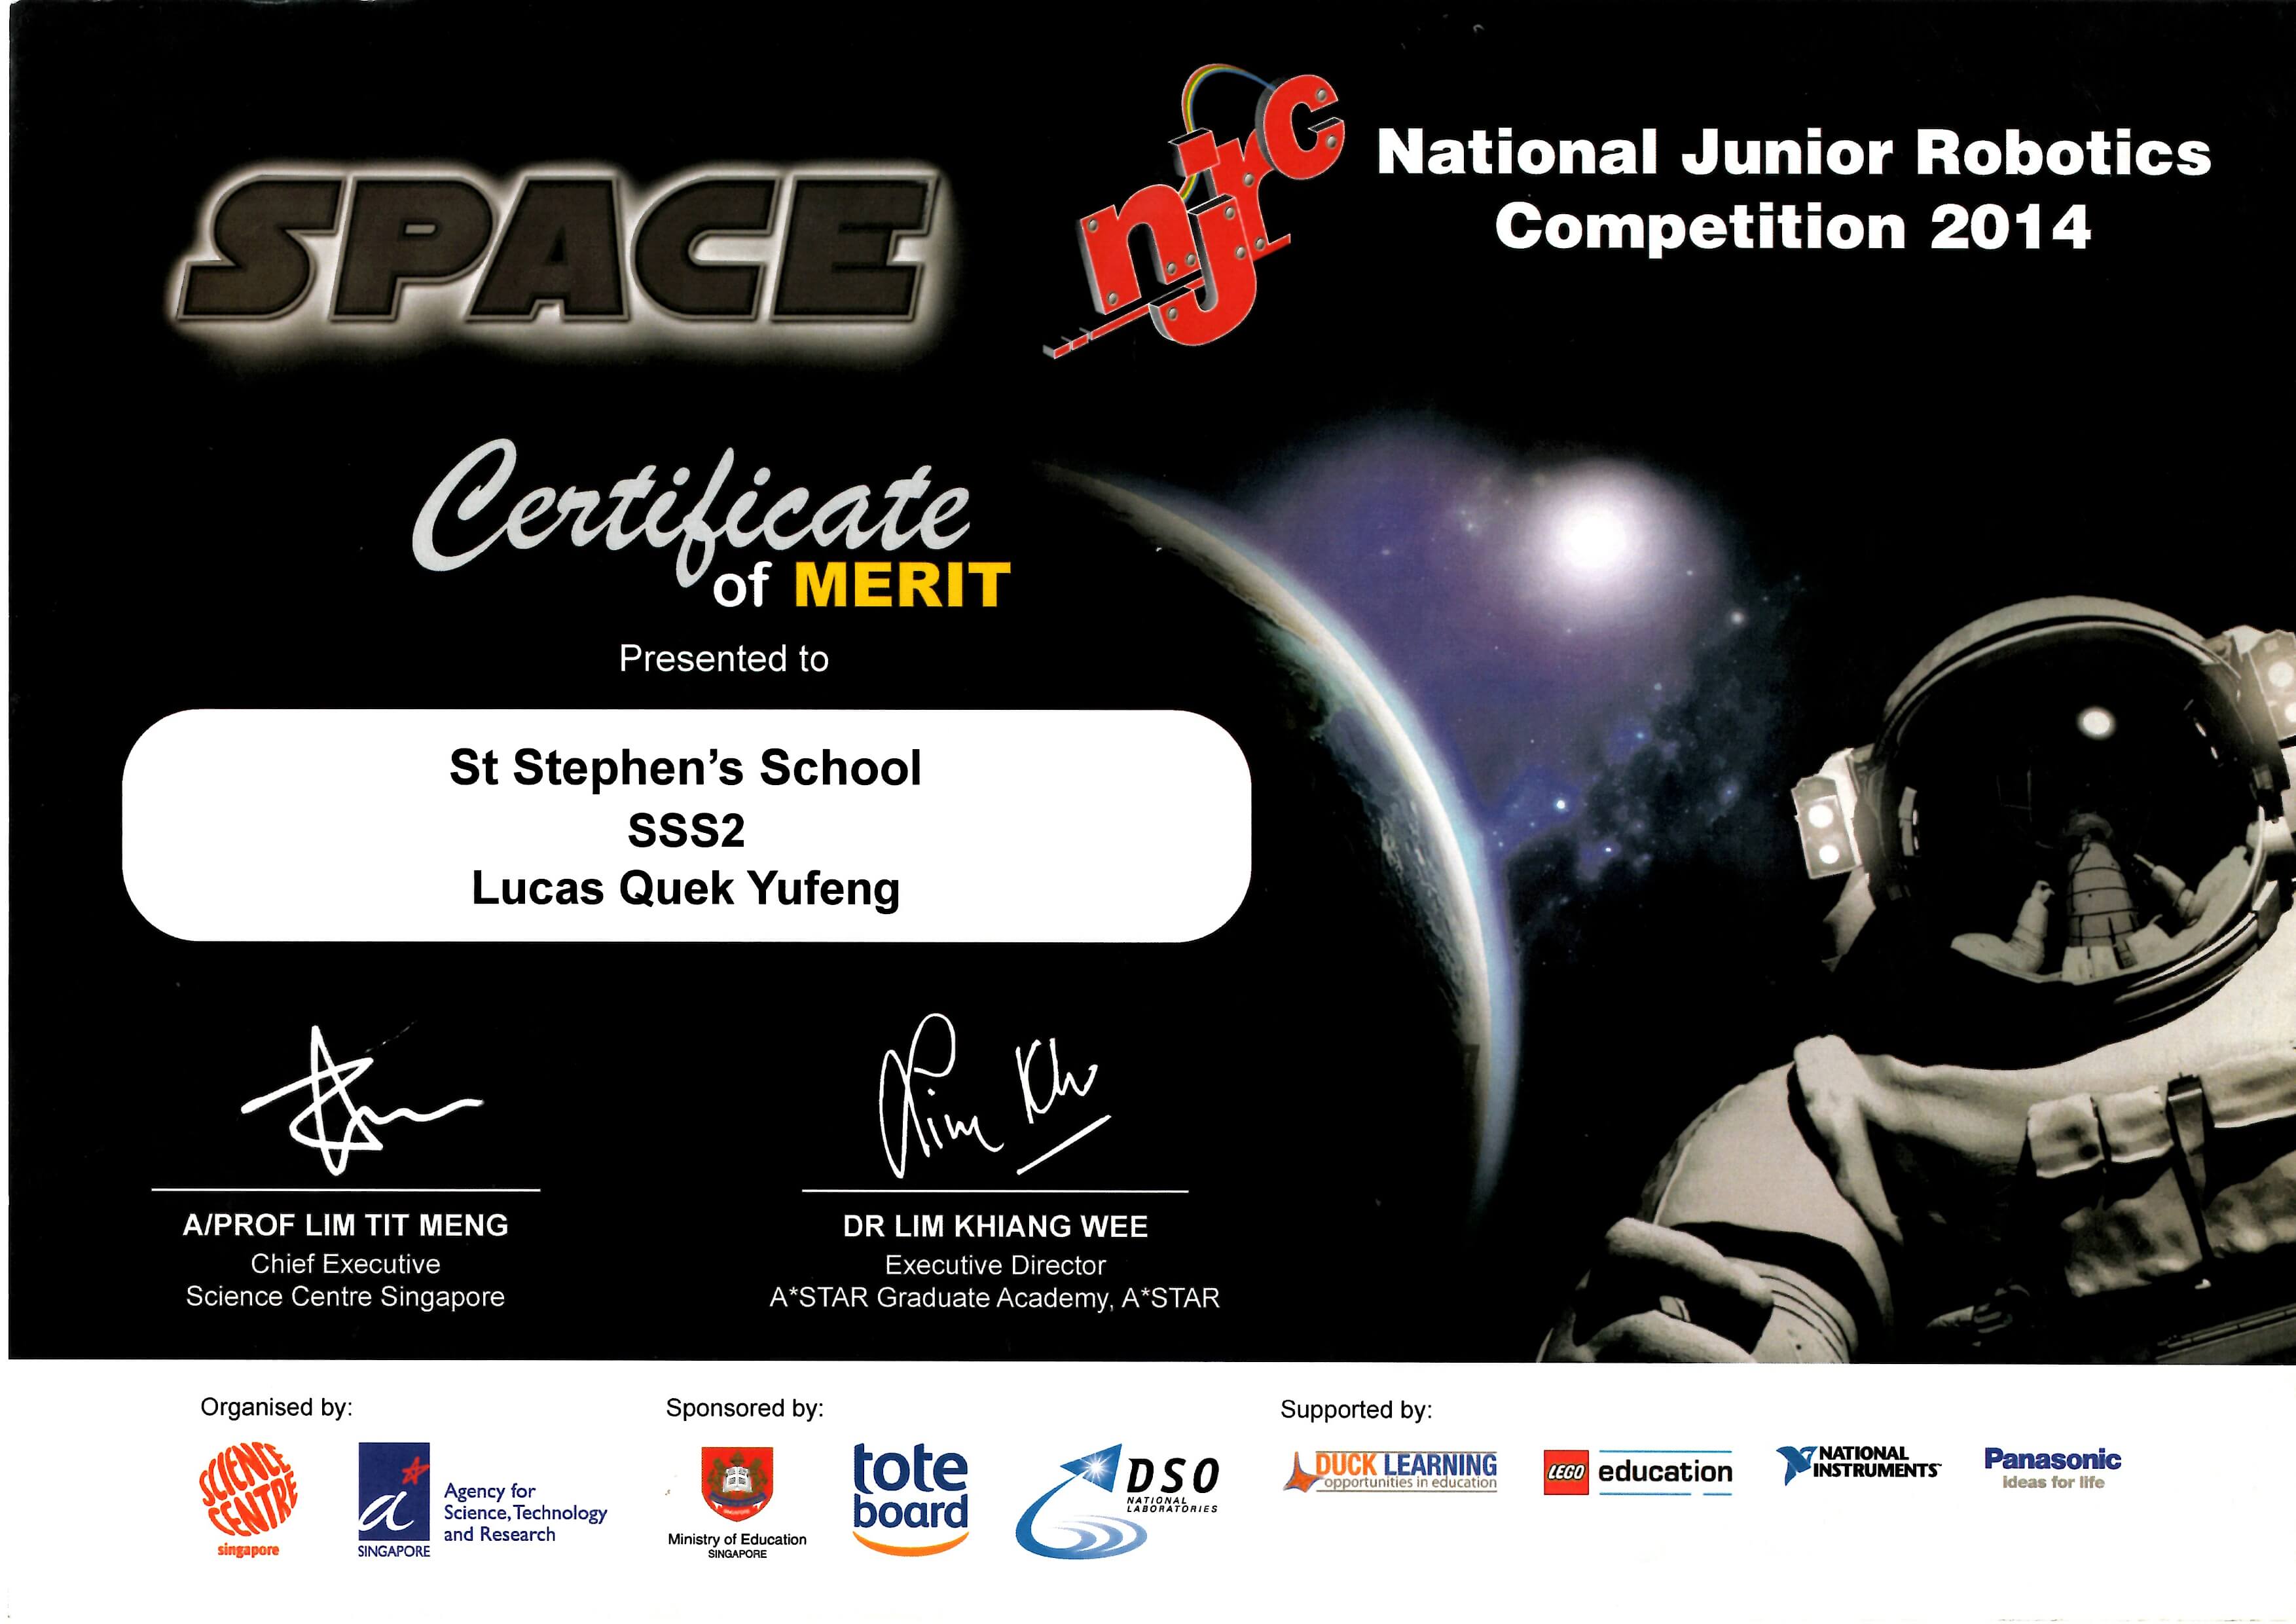 SPACE
njrc
National Junior Robotics
Competition 2014
Certificate
of MERIT
Presented to
St Stephen’s School
SSS2
Lucas Quek Yufeng
Lim Khw
A/PROF LIM TIT MENG
Chief Executive
Science Centre Singapore
DR LIM KHIANG WEE
Executive Director
A*STAR Graduate Academy, A*STAR
Organised by:
SCIENCE
CENTRE
singapore
a
SINGAPORE
Agency for
Science, Technology
and Research
Sponsored by:
Ministry of Education
SINGAPORE
tote
board
DSO
NATIONAL
LABORATORIES
Supported by:
DUCK LEARNING
opportunities in education
LEGO education
NATIONAL
INSTRUMENTS™
Panasonic
ideas for life